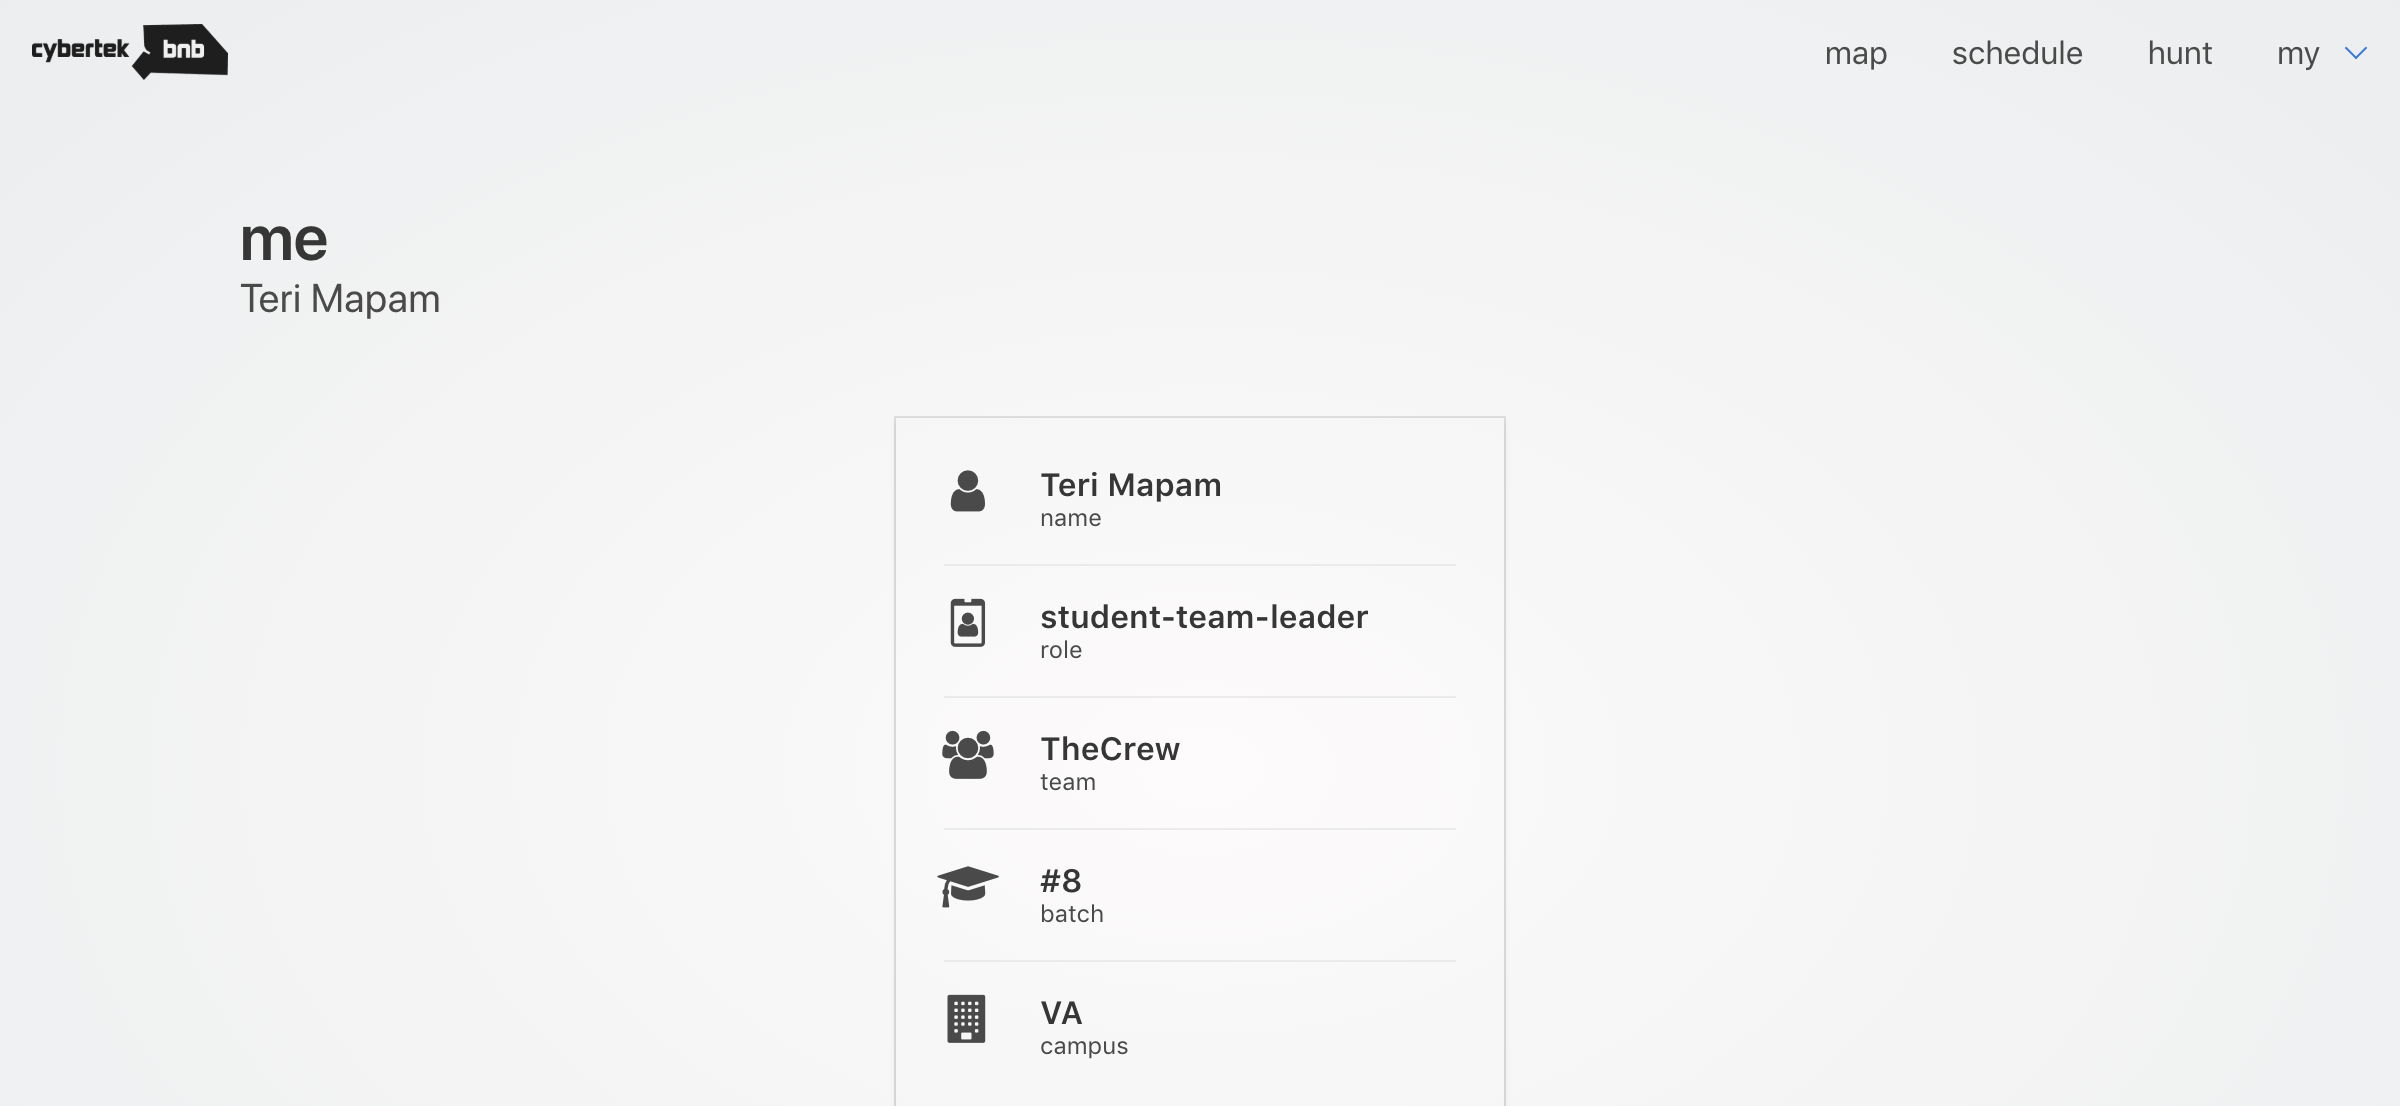 cybertek bnb
map schedule hunt my
me
Teri Mapam
Teri Mapam
name
student-team-leader
role
TheCrew
team
#8
batch
VA
campus